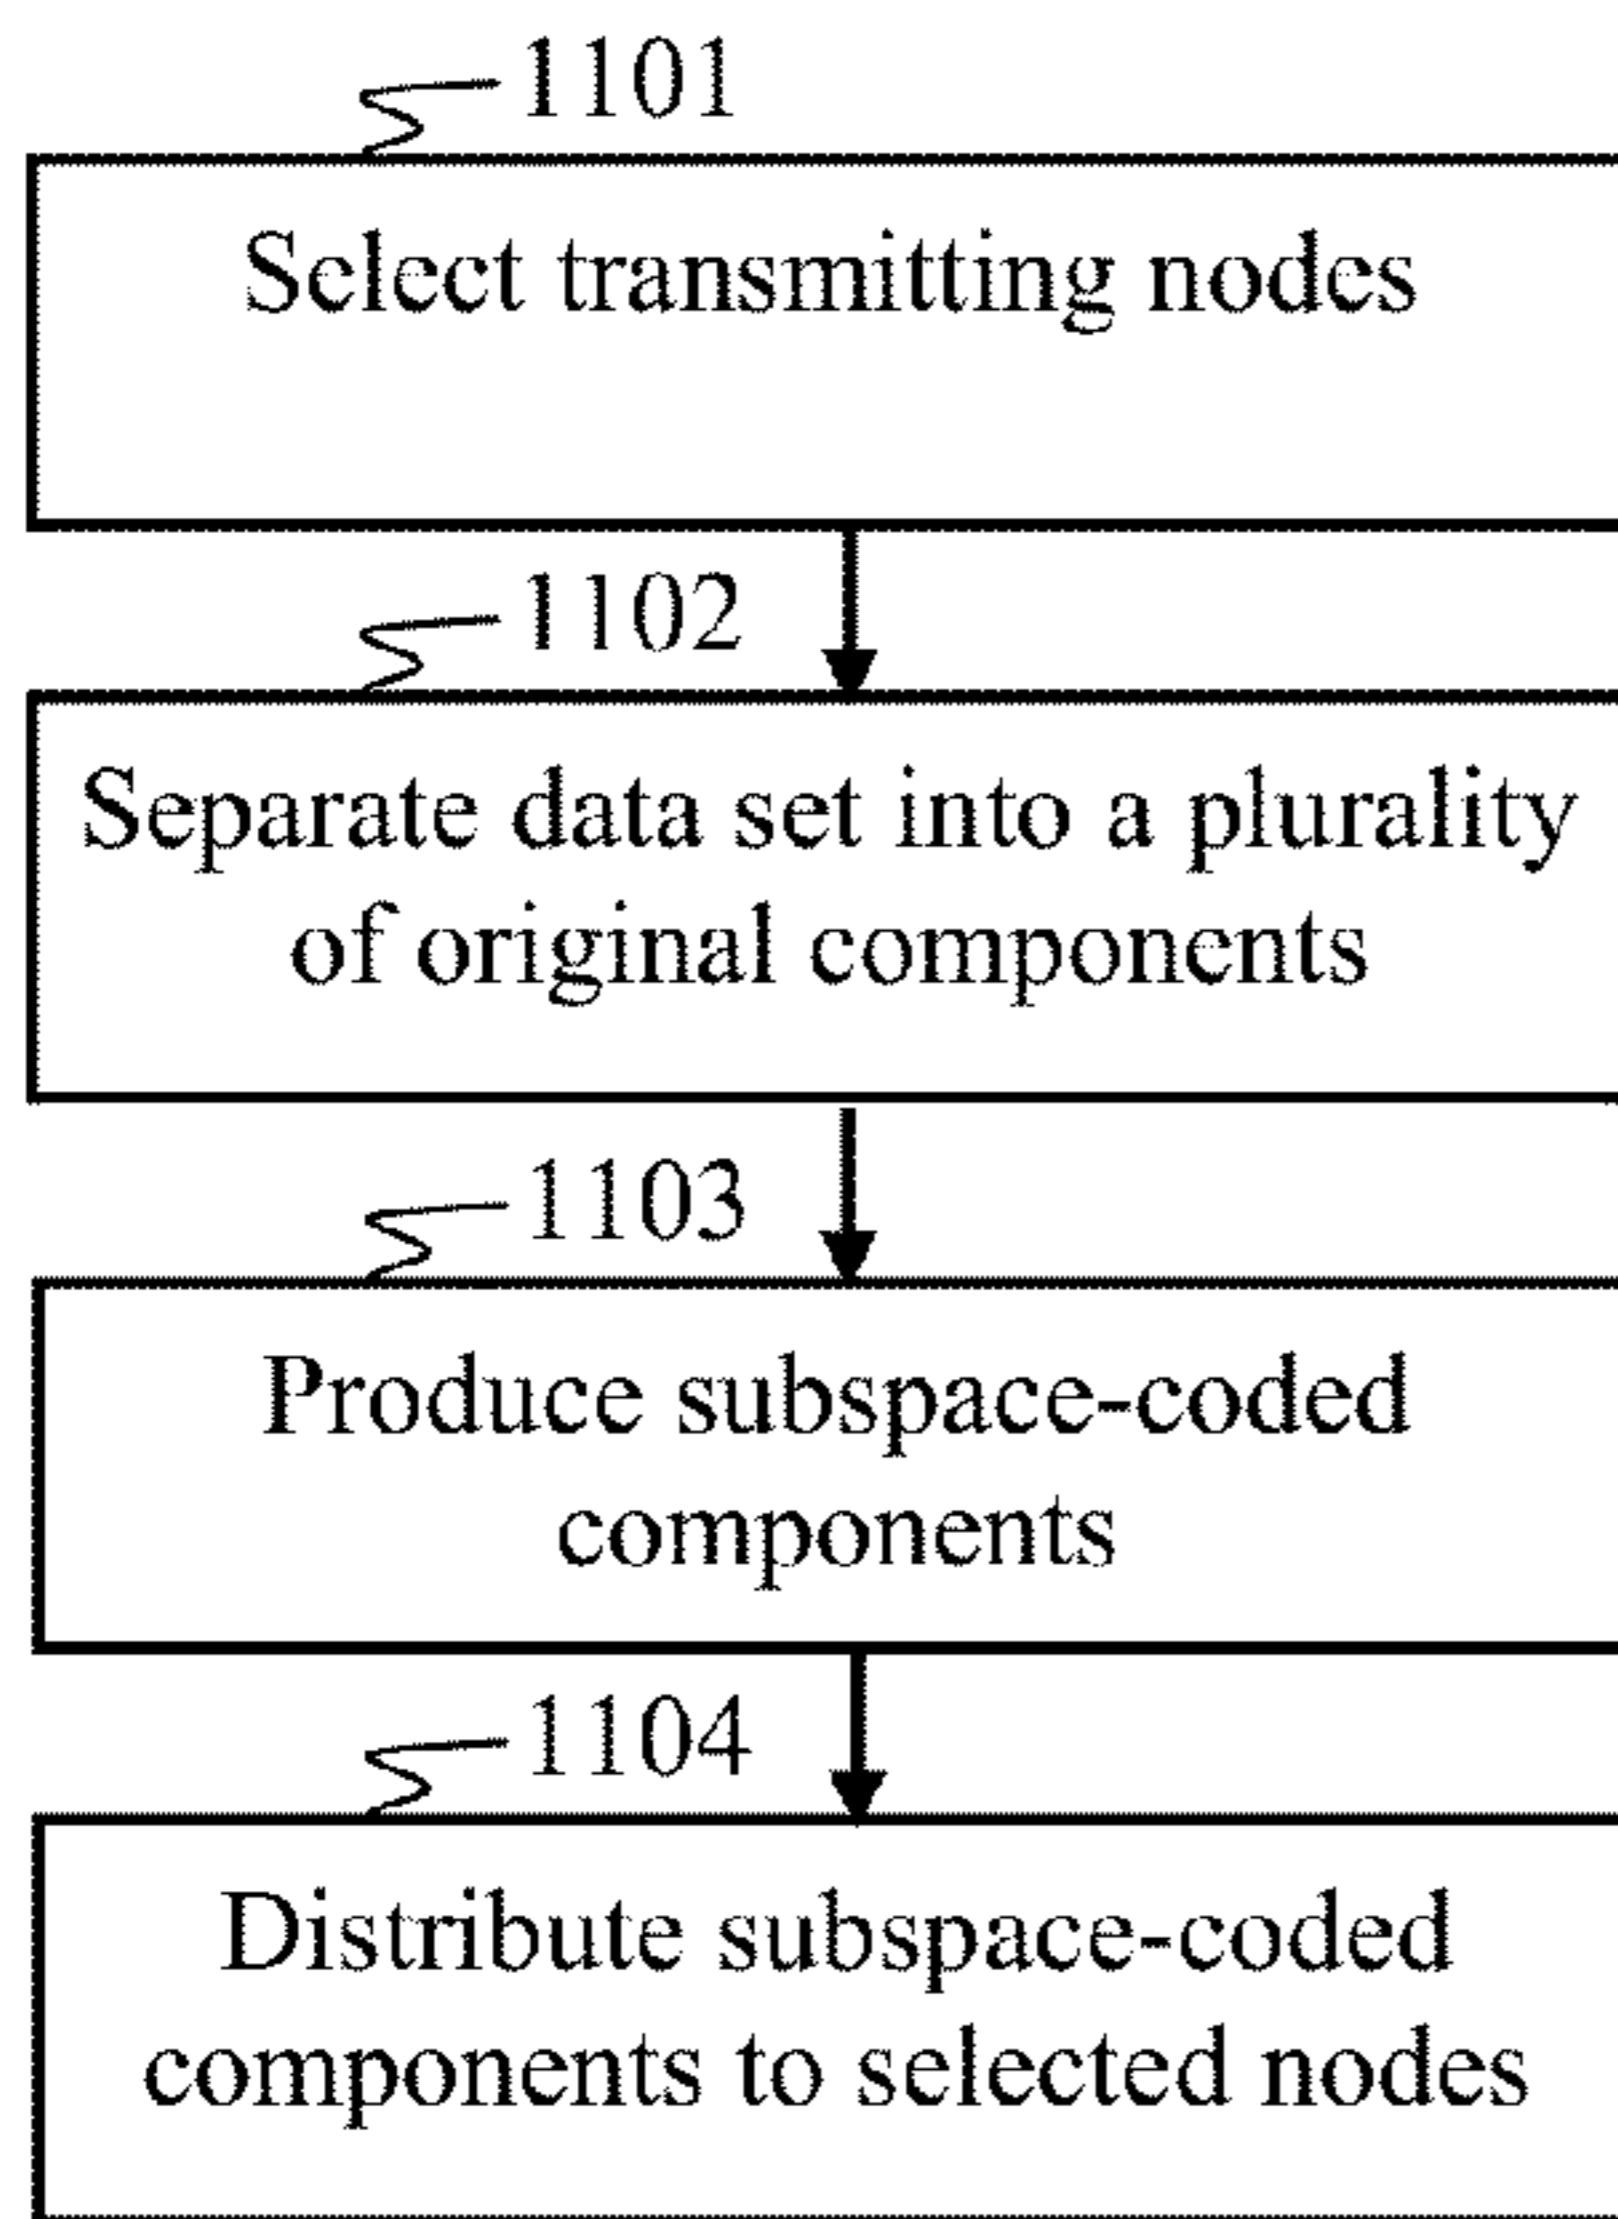 1101
Select transmitting nodes
1102
Separate data set into a plurality
of original components
1103
Produce subspace-coded
components
1104
Distribute subspace-coded
components to selected nodes